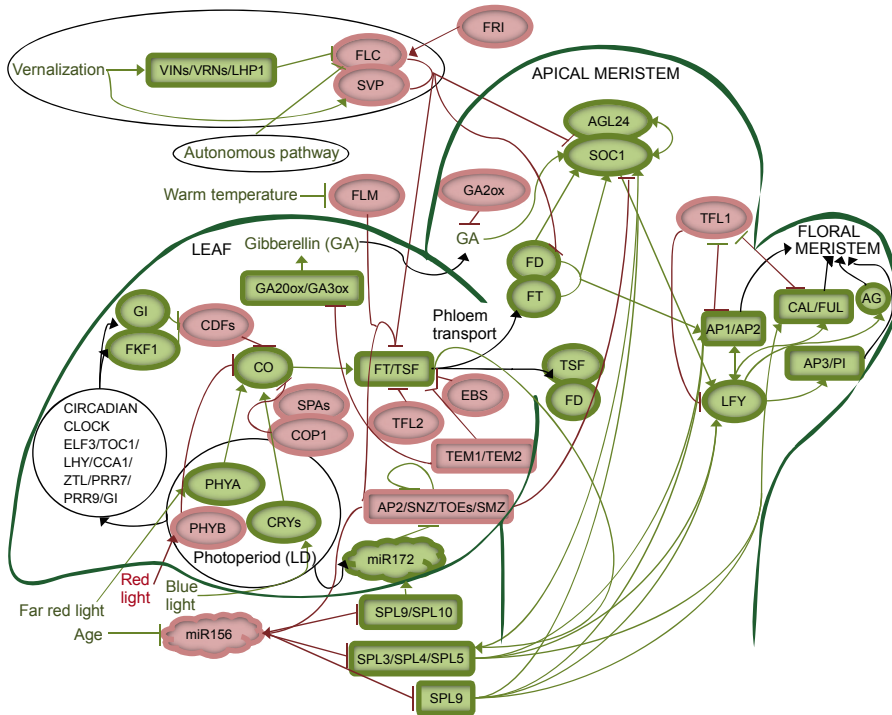 FRI
FLC
Vernalization
VINs/VRNs/LHP1
APICAL MERISTEM
SVP
AGL24
Autonomous pathway
SOC1
Warm temperature
FLM
GA2ox
TFL1
GA
FLORAL
MERISTEM
LEAF
Gibberellin (GA)
FD
GA20ox/GA3ox
FT
AG
GI
CDFs
Phloem
transport
CAL/FUL
AP1/AP2
FKF1
CO
FT/TSF
TSF
AP3/PI
FD
EBS
LFY
SPAs
TFL2
CIRCADIAN
CLOCK
ELF3/TOC1/
LHY/CCA1/
ZTL/PRR7/
PRR9/GI
COP1
TEM1/TEM2
PHYA
AP2/SNZ/TOEs/SMZ
PHYB
CRYs
Photoperiod (LD)
miR172
Red
light
Blue
light
Far red light
SPL9/SPL10
Age
miR156
SPL3/SPL4/SPL5
SPL9